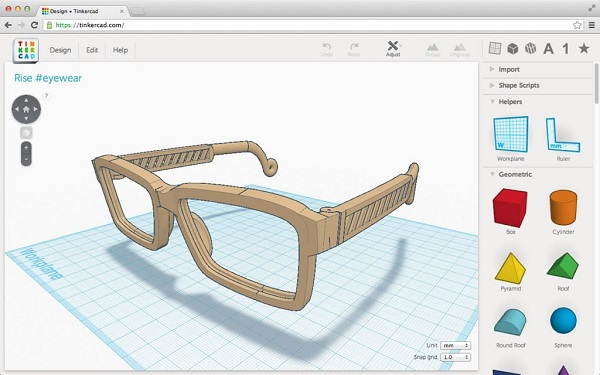 Design • Tinkercad
https://tinkercad.com/
TIN
KER
CAD
Design
Edit
Help
Undo
Redo
Adjust
Group
Ungroup
A
1
Rise #eyewear
?
+
-
Workplane
Unit
mm
Snap grid
1.0
Import
Shape Scripts
Helpers
W
Workplane
mm
Ruler
Geometric
Box
Cylinder
Pyramid
Roof
Round Roof
Sphere